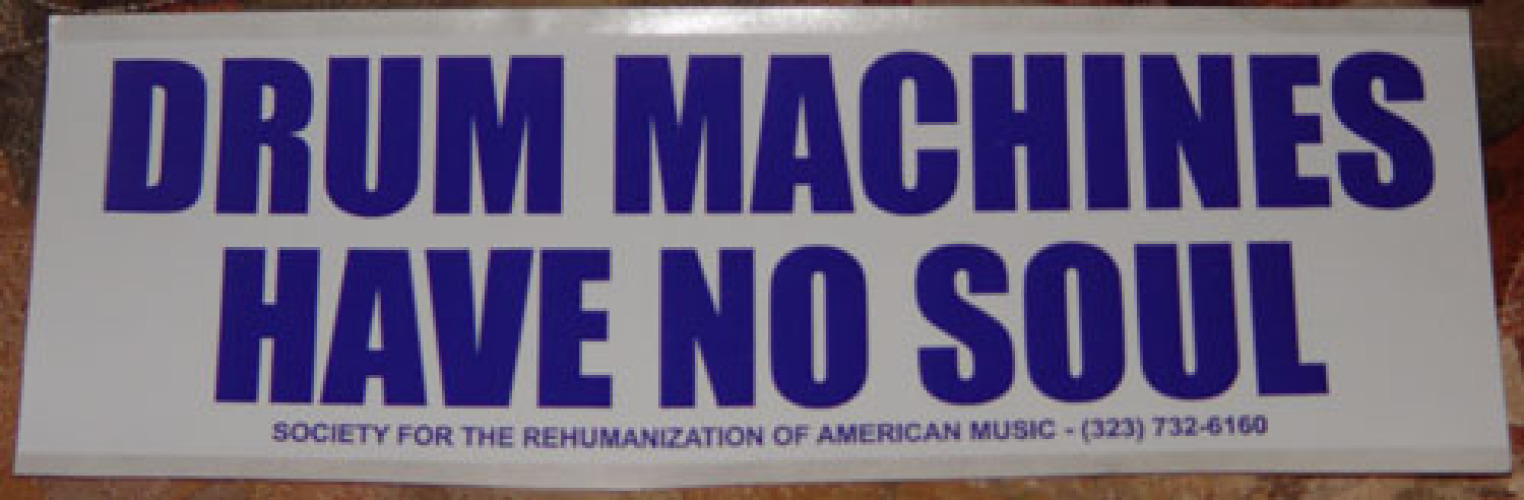 DRUM MACHINES
HAVE NO SOUL
SOCIETY FOR THE REHUMANIZATION OF AMERICAN MUSIC - (323) 732-6160